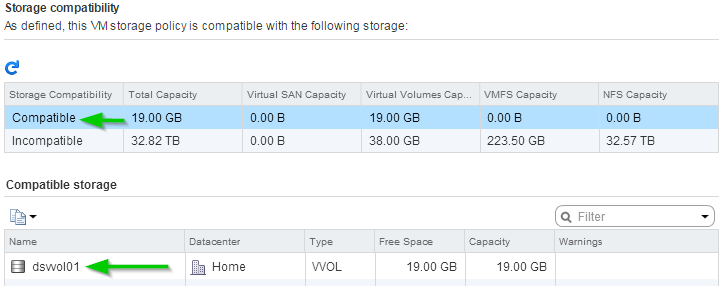 Storage compatibility
As defined, this VM storage policy is compatible with the following storage:
Storage Compatibility Total Capacity Virtual SAN Capacity Virtual Volumes Cap... VMFS Capacity NFS Capacity
Compatible 19.00 GB 0.00 B 19.00 GB 0.00 B 0.00 B
Incompatible 32.82 TB 0.00 B 38.00 GB 223.50 GB 32.57 TB
Compatible storage
Filter
Name Datacenter Type Free Space Capacity Warnings
dsvvol01 Home VVOL 19.00 GB 19.00 GB